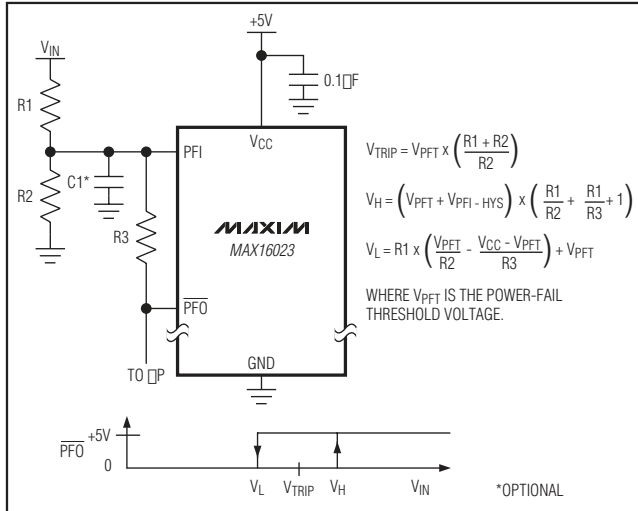 +5V
V_IN
R1
0.1▯F
V_CC
PFI
C1*
R2
R3
MAXIM
MAX16023
PFO
GND
TO ▯P
V_TRIP = V_PFT x (R1 + R2 / R2)
V_H = (V_PFT + V_PFI - HYS) x (R1/R2 + R1/R3 + 1)
V_L = R1 x (V_PFT/R2 - V_CC - V_PFT/R3) + V_PFT
WHERE V_PFT IS THE POWER-FAIL
THRESHOLD VOLTAGE.
PFO
+5V
0
V_L
V_TRIP
V_H
V_IN
*OPTIONAL